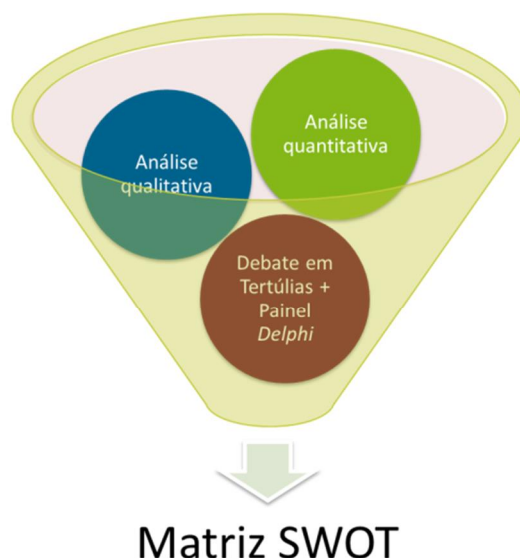 Análise
qualitativa
Análise
quantitativa
Debate em
Tertúlias +
Painel
Delphi
Matriz SWOT